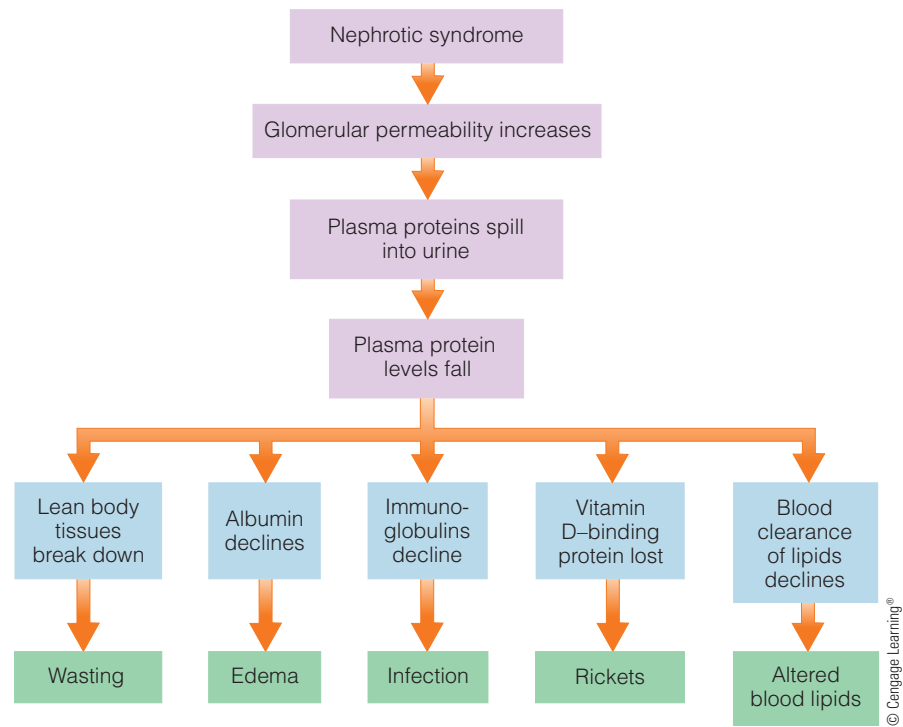 Nephrotic syndrome
Glomerular permeability increases
Plasma proteins spill
into urine
Plasma protein
levels fall
Lean body
tissues
break down
Albumin
declines
Immuno-
globulins
decline
Vitamin
D–binding
protein lost
Blood
clearance
of lipids
declines
Wasting
Edema
Infection
Rickets
Altered
blood lipids
© Cengage Learning®